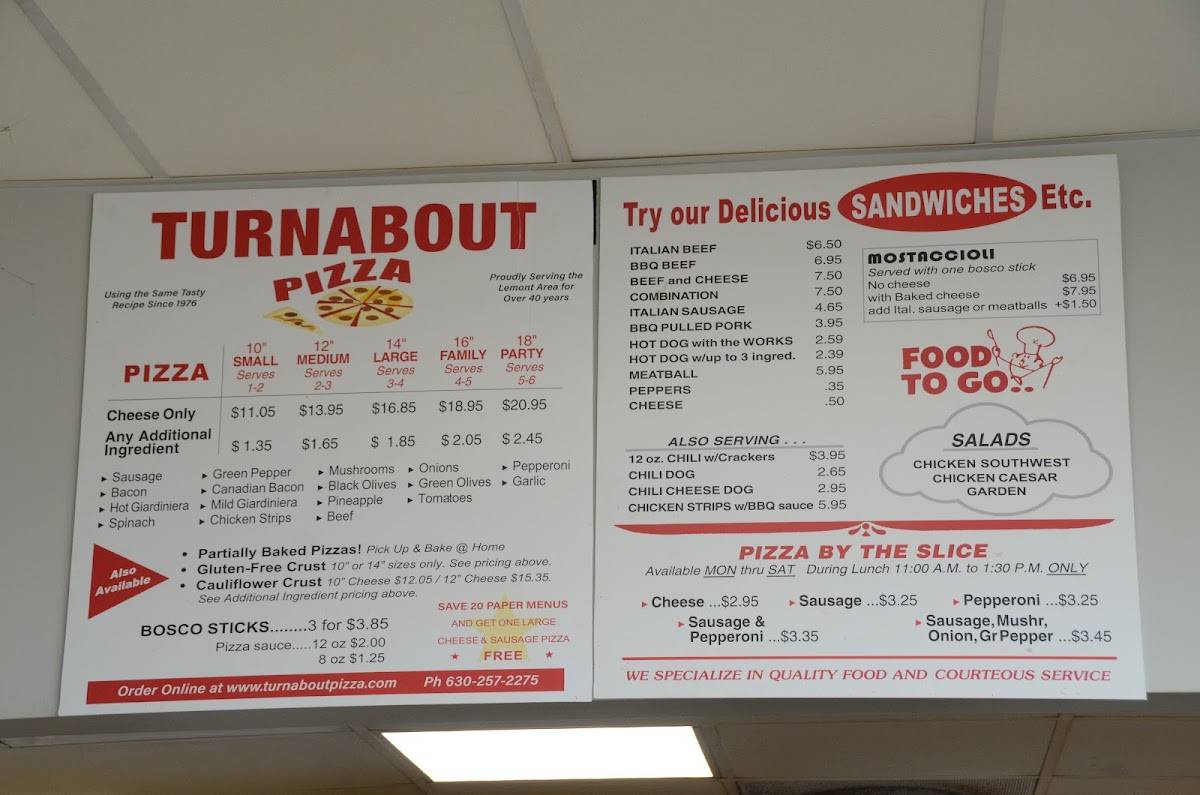 TURNABOUT
PIZZA
Using the Same Tasty
Recipe Since 1976
Proudly Serving the
Lemont Area for
Over 40 years
PIZZA
10" 12" 14" 16" 18"
SMALL MEDIUM LARGE FAMILY PARTY
Serves Serves Serves Serves Serves
1-2 2-3 3-4 4-5 5-6
Cheese Only $11.05 $13.95 $16.85 $18.95 $20.95
Any Additional
Ingredient $ 1.35 $1.65 $ 1.85 $ 2.05 $ 2.45
▸ Sausage ▸ Green Pepper ▸ Mushrooms ▸ Onions ▸ Pepperoni
▸ Bacon ▸ Canadian Bacon ▸ Black Olives ▸ Green Olives ▸ Garlic
▸ Hot Giardiniera ▸ Mild Giardiniera ▸ Pineapple ▸ Tomatoes
▸ Spinach ▸ Chicken Strips ▸ Beef
Also
Available
• Partially Baked Pizzas! Pick Up & Bake @ Home
• Gluten-Free Crust 10" or 14" sizes only. See pricing above.
• Cauliflower Crust 10" Cheese $12.05 / 12" Cheese $15.35.
See Additional Ingredient pricing above.
BOSCO STICKS........3 for $3.85
Pizza sauce.....12 oz $2.00
8 oz $1.25
SAVE 20 PAPER MENUS
AND GET ONE LARGE
CHEESE & SAUSAGE PIZZA
★ FREE ★
Order Online at www.turnaboutpizza.com Ph 630-257-2275
Try our Delicious SANDWICHES Etc.
ITALIAN BEEF $6.50
BBQ BEEF 6.95
BEEF and CHEESE 7.50
COMBINATION 7.50
ITALIAN SAUSAGE 4.65
BBQ PULLED PORK 3.95
HOT DOG with the WORKS 2.59
HOT DOG w/up to 3 ingred. 2.39
MEATBALL 5.95
PEPPERS .35
CHEESE .50
ALSO SERVING . . .
12 oz. CHILI w/Crackers $3.95
CHILI DOG 2.65
CHILI CHEESE DOG 2.95
CHICKEN STRIPS w/BBQ sauce 5.95
MOSTACCIOLI
Served with one bosco stick
No cheese $6.95
with Baked cheese $7.95
add Ital. sausage or meatballs +$1.50
FOOD
TO GO..
SALADS
CHICKEN SOUTHWEST
CHICKEN CAESAR
GARDEN
PIZZA BY THE SLICE
Available MON thru SAT During Lunch 11:00 A.M. to 1:30 P.M. ONLY
▸ Cheese ...$2.95 ▸ Sausage ...$3.25 ▸ Pepperoni ...$3.25
▸ Sausage &
Pepperoni ...$3.35
▸ Sausage, Mushr,
Onion, Gr Pepper ...$3.45
WE SPECIALIZE IN QUALITY FOOD AND COURTEOUS SERVICE